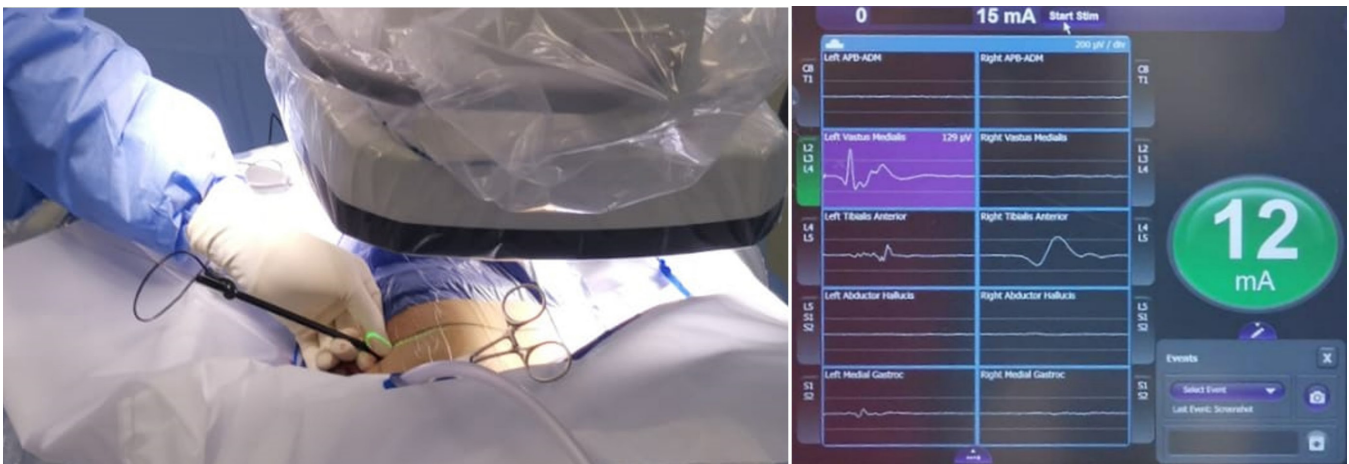 0 15 mA Start Stim
200 µV / div
C8
T1
Left APB-ADM
Right APB-ADM
C8
T1
L2
L3
L4
Left Vastus Medialis 129 µV
Right Vastus Medialis
L2
L3
L4
L4
L5
Left Tibialis Anterior
Right Tibialis Anterior
L4
L5
L5
S1
S2
Left Abductor Hallucis
Right Abductor Hallucis
L5
S1
S2
S1
S2
Left Medial Gastroc
Right Medial Gastroc
S1
S2
12
mA
Events X
Select Event
Last Event: Screenshot